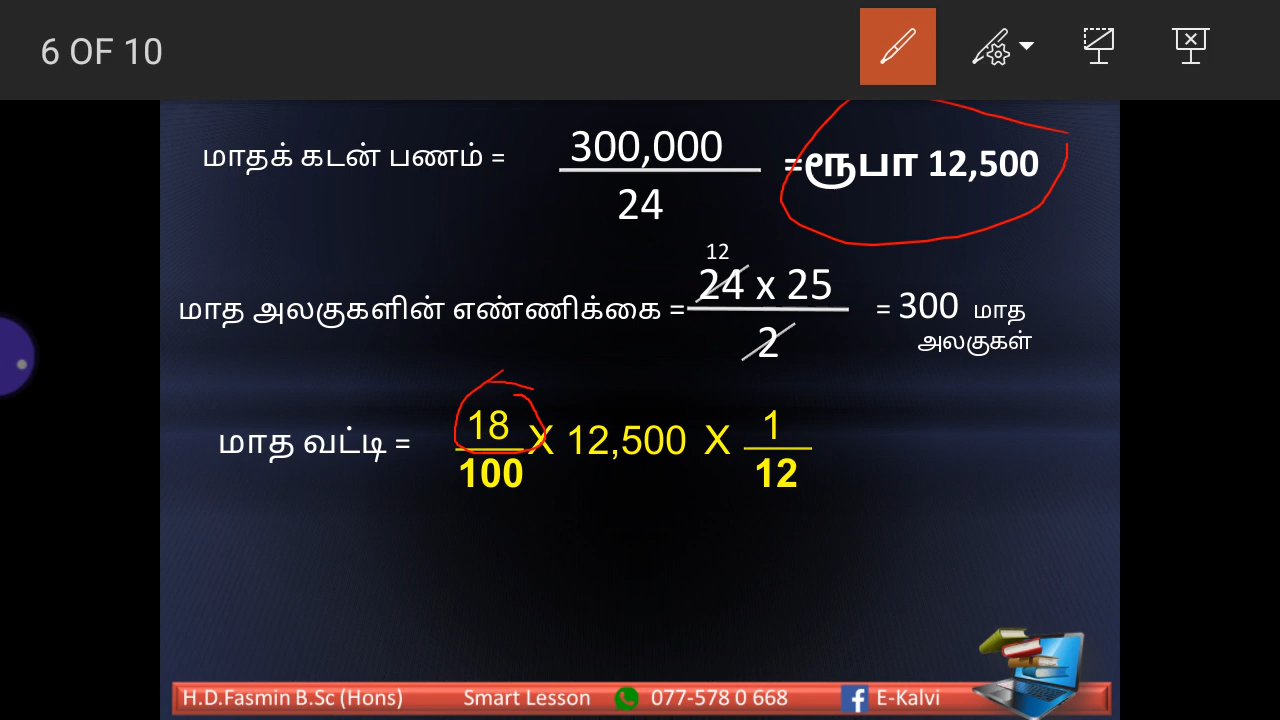 6 OF 10
மாதக் கடன் பணம் = 300,000 / 24 =ரூபா 12,500
12
மாத அலகுகளின் எண்ணிக்கை = 24 x 25 / 2 = 300 மாத
அலகுகள்
மாத வட்டி = 18 / 100 X 12,500 X 1 / 12
H.D.Fasmin B.Sc (Hons) Smart Lesson 077-578 0 668 E-Kalvi